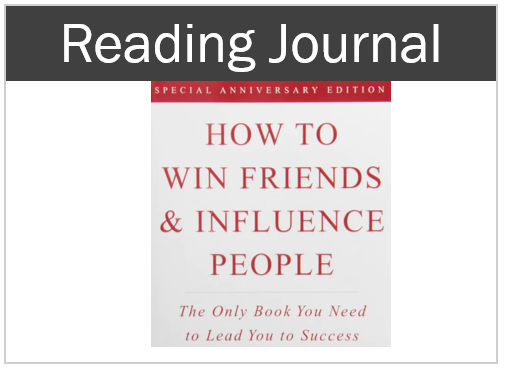 Reading Journal
SPECIAL ANNIVERSARY EDITION
HOW TO
WIN FRIENDS
& INFLUENCE
PEOPLE
The Only Book You Need
to Lead You to Success